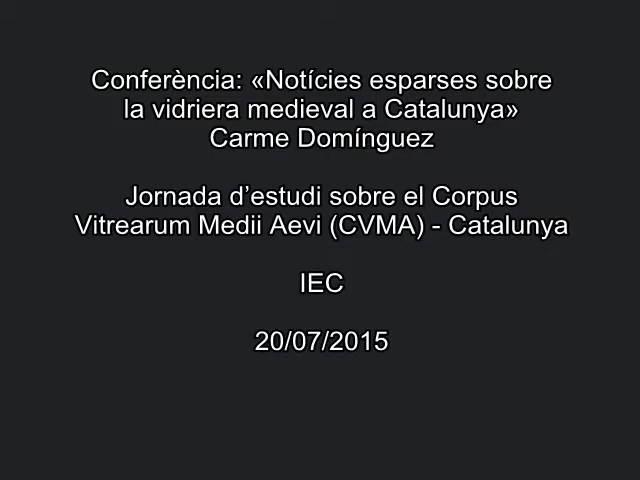 Conferència: «Notícies esparses sobre
la vidriera medieval a Catalunya»
Carme Domínguez
Jornada d’estudi sobre el Corpus
Vitrearum Medii Aevi (CVMA) - Catalunya
IEC
20/07/2015